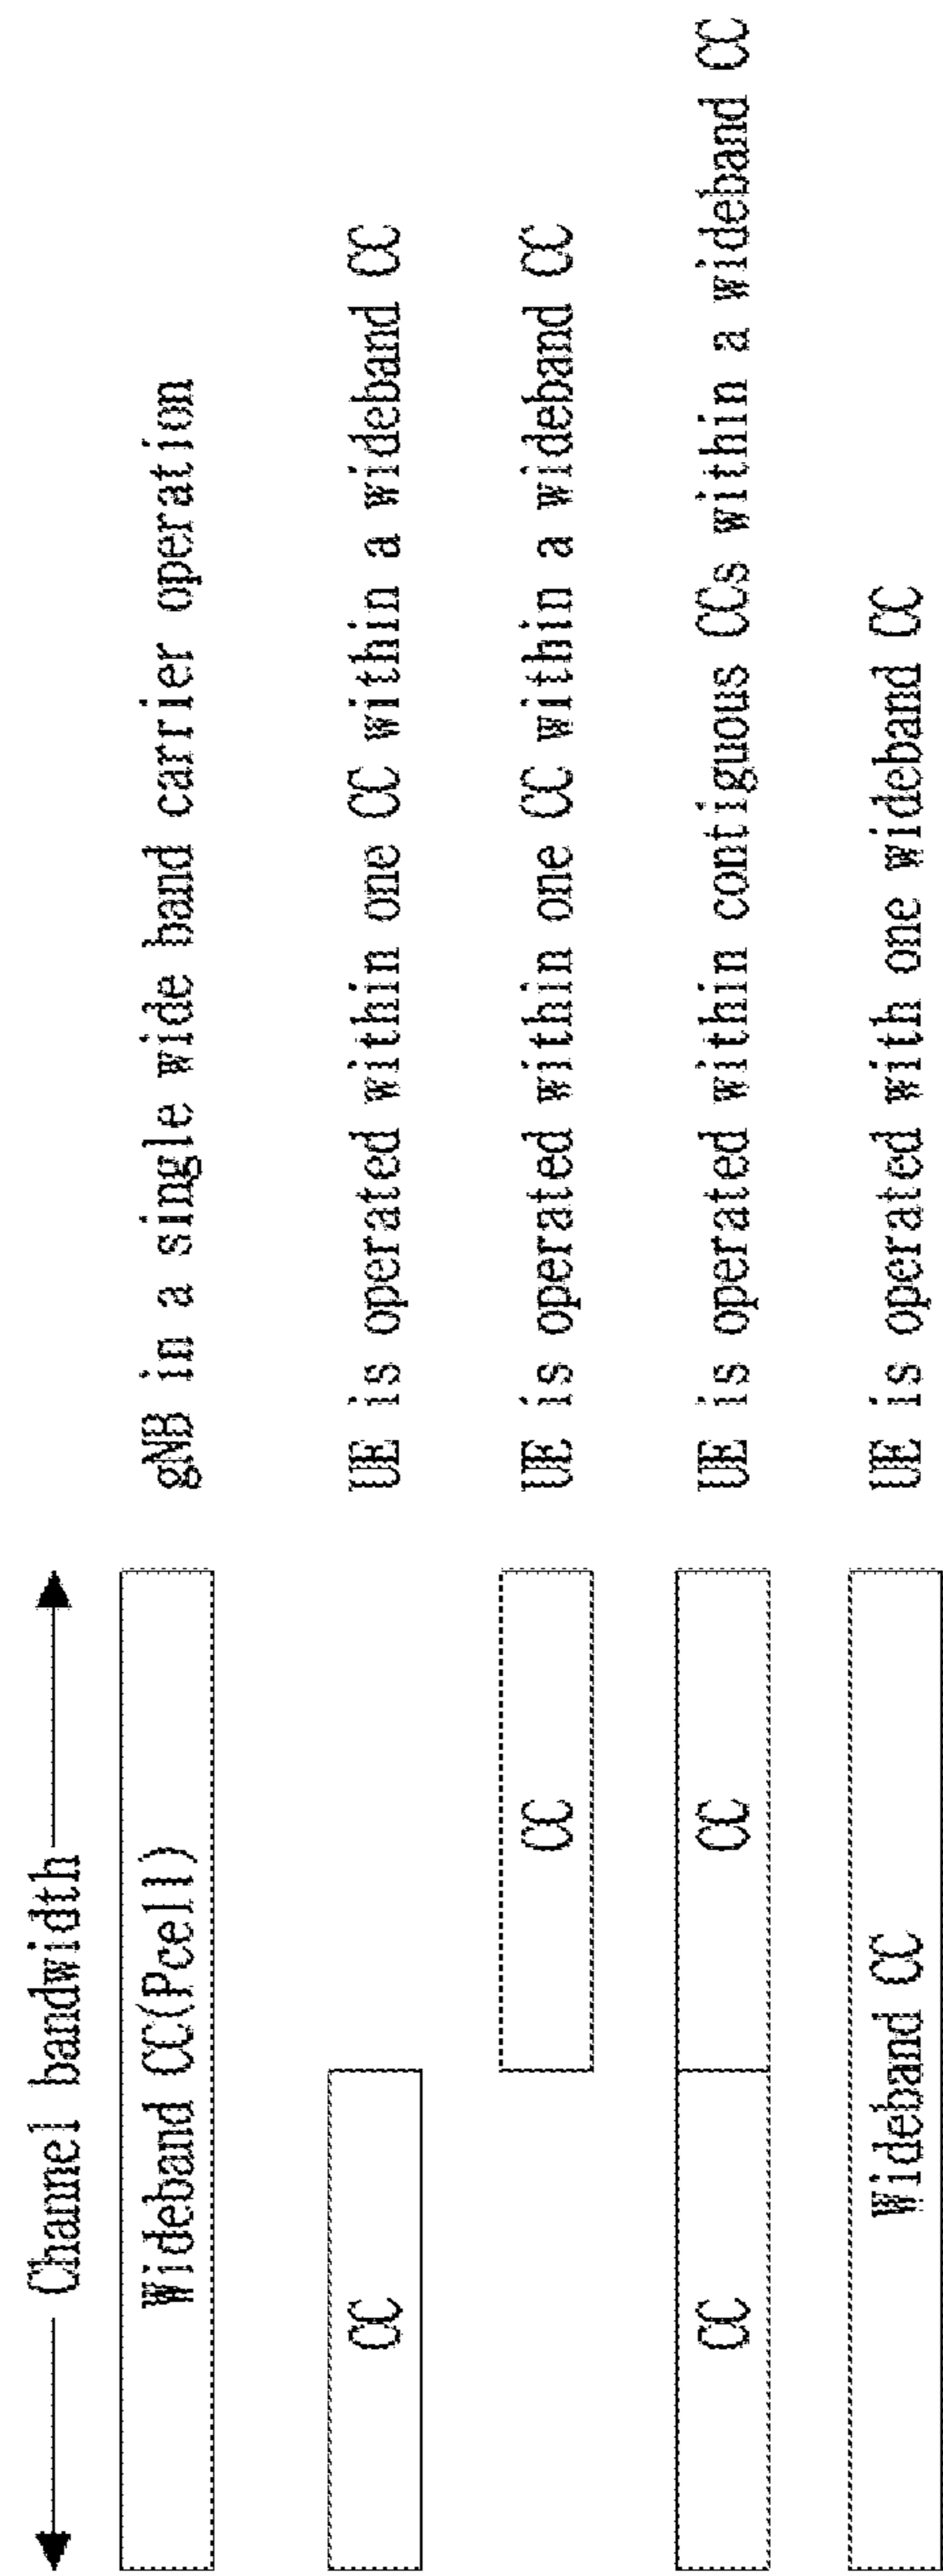 Channel bandwidth
Wideband CC(Pcell) gNB in a single wide band carrier operation
CC UE is operated within one CC within a wideband CC
CC UE is operated within one CC within a wideband CC
CC CC UE is operated within contiguous CCs within a wideband CC
Wideband CC UE is operated with one wideband CC